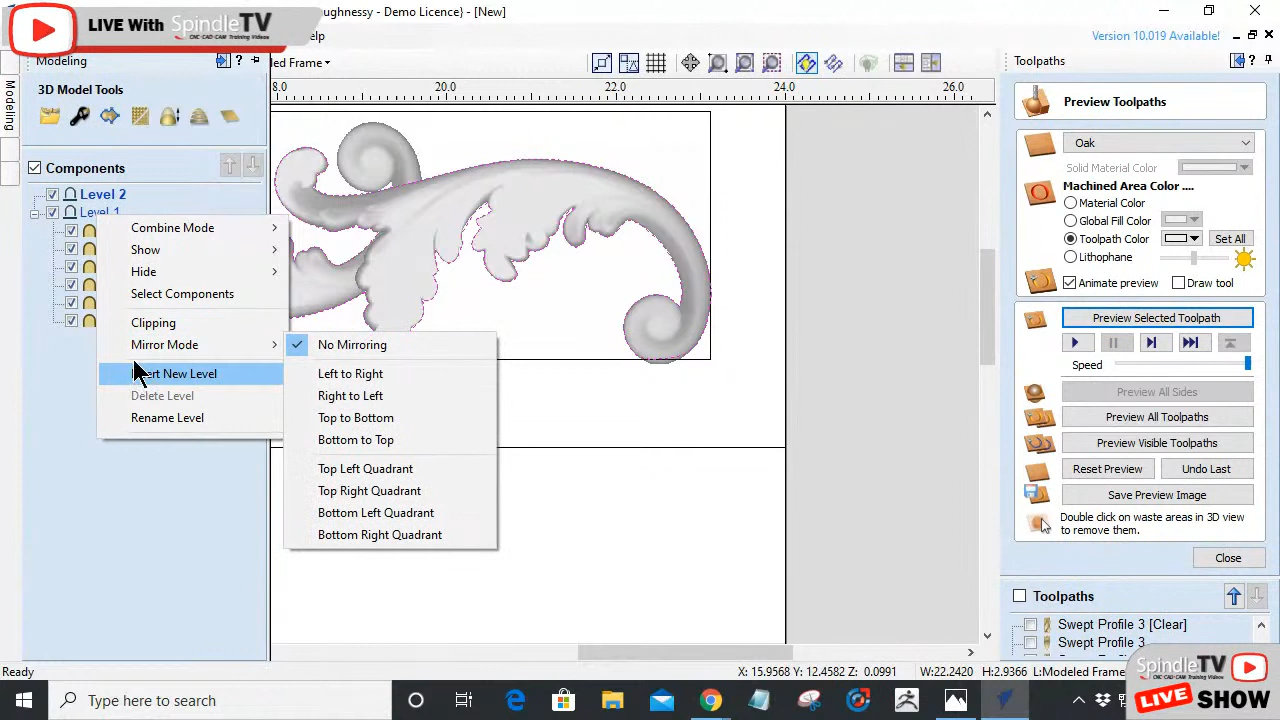 LIVE With SpindleTV
CNC-CAD-CAM Training Videos
oughnessy - Demo Licence} - [New]
elp
Version 10.019 Available!
Modeling
led Frame
Toolpaths
Modeling
3D Model Tools
8.0 20.0 22.0 24.0 26.0
Preview Toolpaths
Oak
Solid Material Color
Components
Machined Area Color ....
Level 2
Material Color
Level 1
Global Fill Color
Combine Mode
Toolpath Color
Set All
Show
Lithophane
Hide
Animate preview
Draw tool
Select Components
Clipping
Preview Selected Toolpath
Mirror Mode
No Mirroring
Insert New Level
Left to Right
Speed
Delete Level
Right to Left
Preview All Sides
Rename Level
Top to Bottom
Preview All Toolpaths
Bottom to Top
Preview Visible Toolpaths
Top Left Quadrant
Reset Preview
Undo Last
Top Right Quadrant
Save Preview Image
Bottom Left Quadrant
Double click on waste areas in 3D view
to remove them.
Bottom Right Quadrant
Close
Toolpaths
Swept Profile 3 [Clear]
Swept Profile 3
Ready
X: 15.9568 Y: 12.4582 Z: 0.0991
W:22.2420 H:2.9366 L:Modeled Frame
SpindleTV
LIVE SHOW
Type here to search